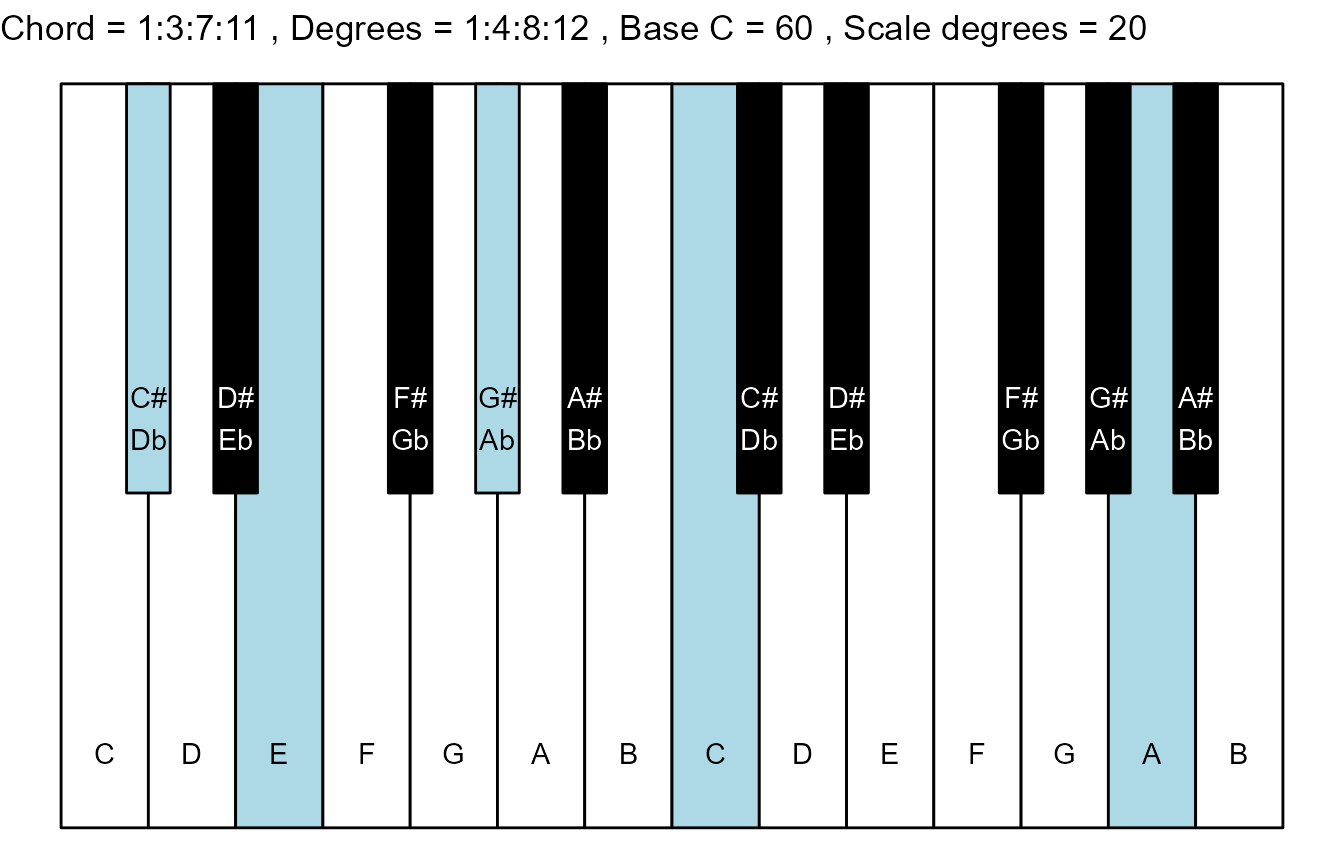 Chord = 1:3:7:11 , Degrees = 1:4:8:12 , Base C = 60 , Scale degrees = 20
C# D# F# G# A# C# D# F# G# A#
Db Eb Gb Ab Bb Db Eb Gb Ab Bb
C D E F G A B C D E F G A B